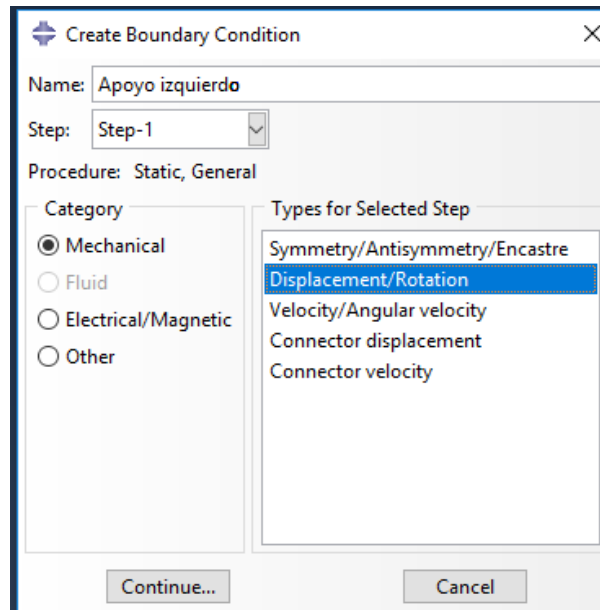 Create Boundary Condition
Name: Apoyo izquierdo
Step: Step-1
Procedure: Static, General
Category
Mechanical
Fluid
Electrical/Magnetic
Other
Types for Selected Step
Symmetry/Antisymmetry/Encastre
Displacement/Rotation
Velocity/Angular velocity
Connector displacement
Connector velocity
Continue...
Cancel